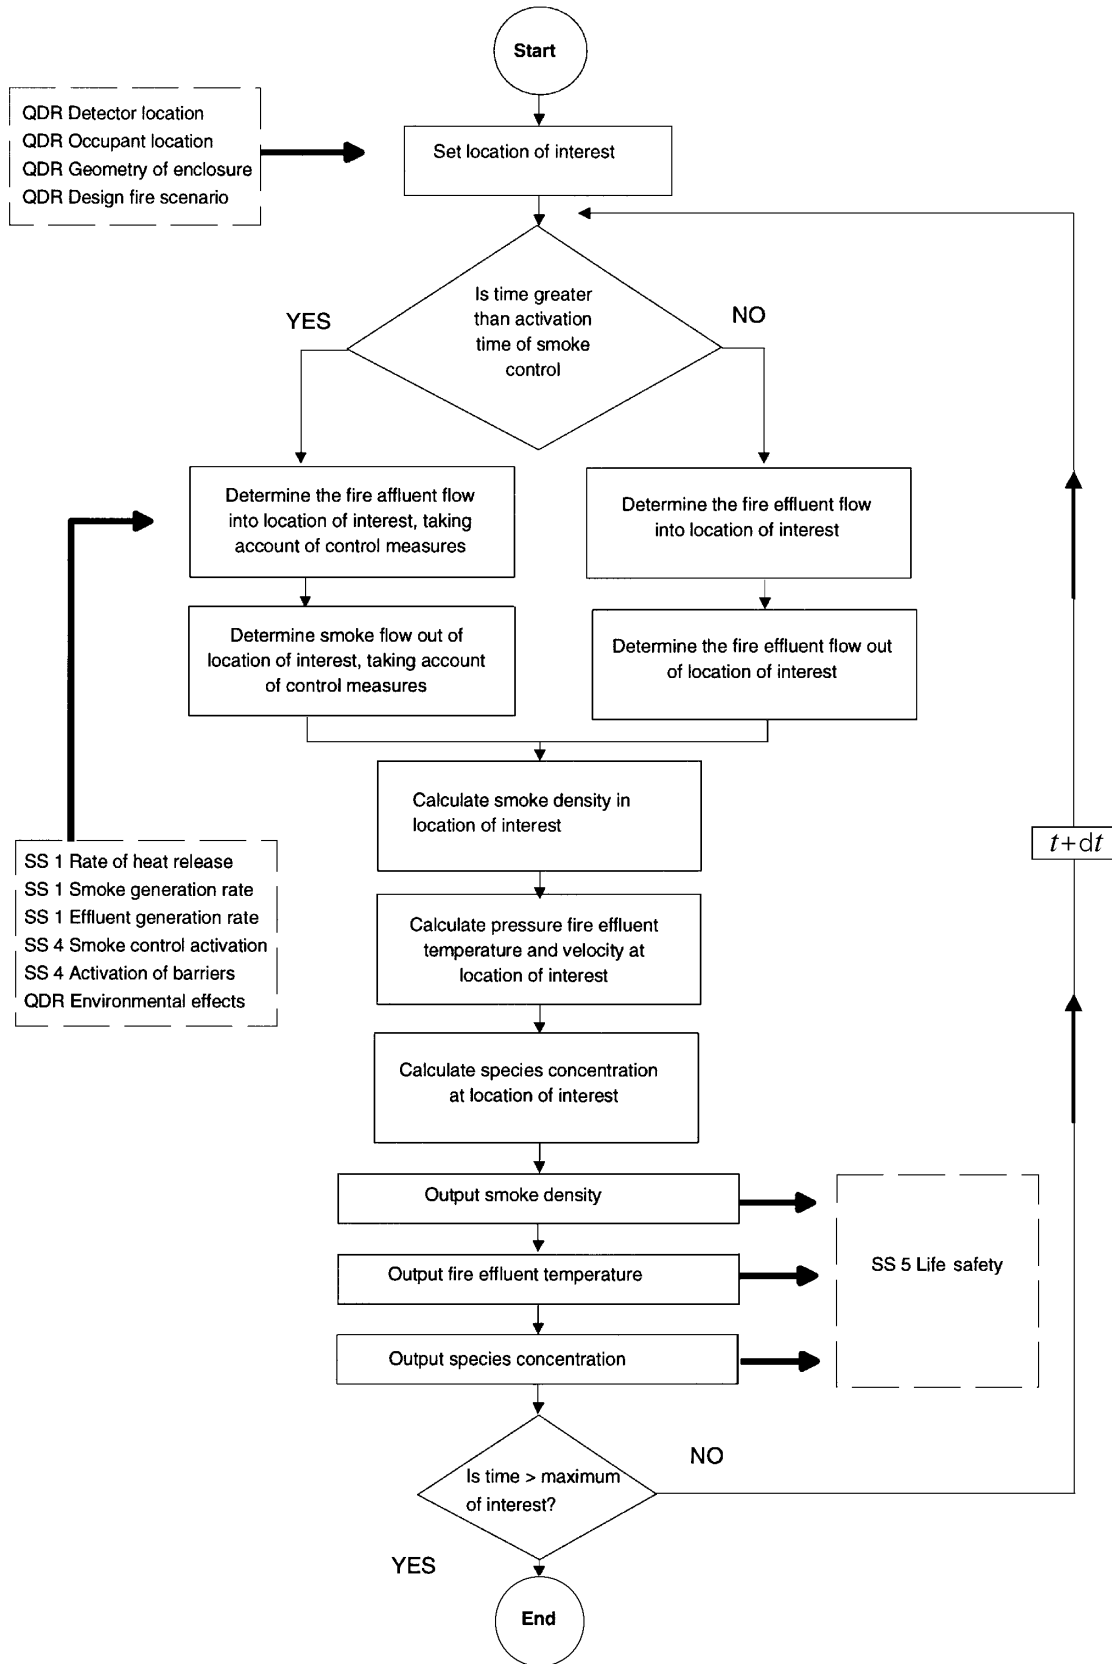 Start
QDR Detector location
QDR Occupant location
QDR Geometry of enclosure
QDR Design fire scenario
Set location of interest
Is time greater
than activation
time of smoke
control
YES
NO
Determine the fire affluent flow
into location of interest, taking
account of control measures
Determine the fire effluent flow
into location of interest
Determine smoke flow out of
location of interest, taking account
of control measures
Determine the fire effluent flow out
of location of interest
Calculate smoke density in
location of interest
t+dt
SS 1 Rate of heat release
SS 1 Smoke generation rate
SS 1 Effluent generation rate
SS 4 Smoke control activation
SS 4 Activation of barriers
QDR Environmental effects
Calculate pressure fire effluent
temperature and velocity at
location of interest
Calculate species concentration
at location of interest
Output smoke density
Output fire effluent temperature
Output species concentration
SS 5 Life safety
Is time > maximum
of interest?
NO
YES
End